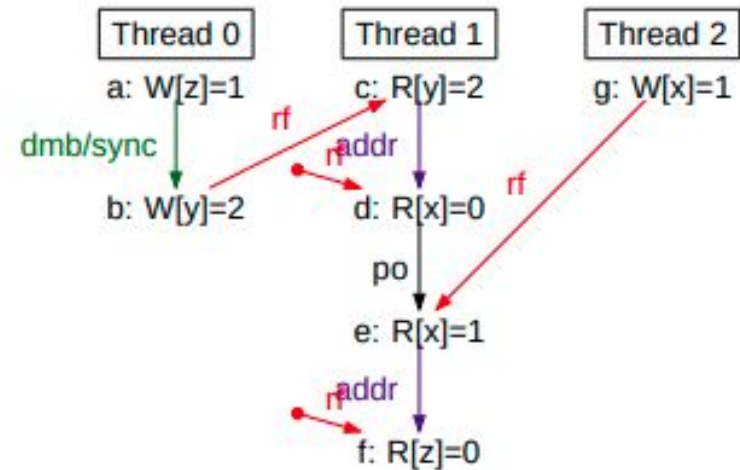 Thread 0 Thread 1 Thread 2
a: W[z]=1 c: R[y]=2 g: W[x]=1
rf
dmb/sync addr
rf
rf
b: W[y]=2 d: R[x]=0
po
e: R[x]=1
addr
rf
f: R[z]=0